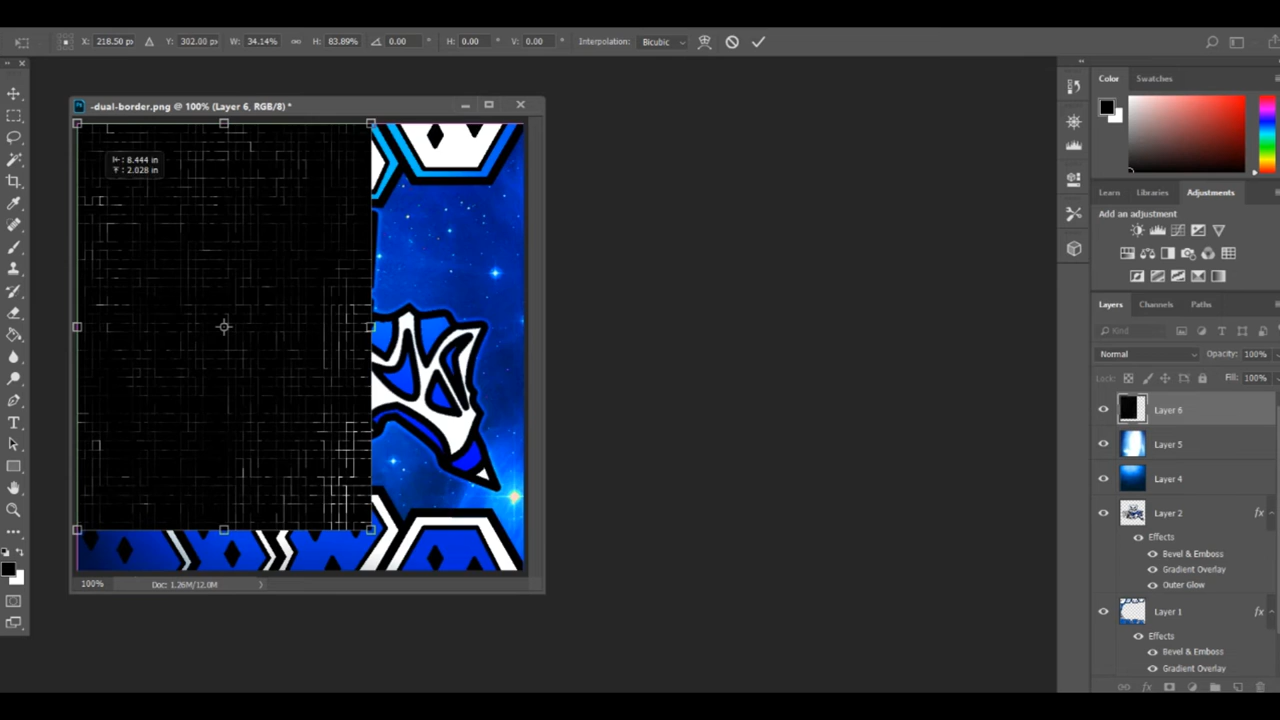 X: 218.50 px Y: 302.00 px W: 34.14% H: 83.89% 0.00 ° H: 0.00 ° V: 0.00 ° Interpolation: Bicubic
-dual-border.png @ 100% (Layer 6, RGB/8) *
8.444 in
2.028 in
100% Doc: 1.26M/12.0M
Color Swatches
Learn Libraries Adjustments
Add an adjustment
Layers Channels Paths
Kind
Normal Opacity: 100%
Lock: Fill: 100%
Layer 6
Layer 5
Layer 4
Layer 2 fx
Effects
Bevel & Emboss
Gradient Overlay
Outer Glow
Layer 1 fx
Effects
Bevel & Emboss
Gradient Overlay
fx